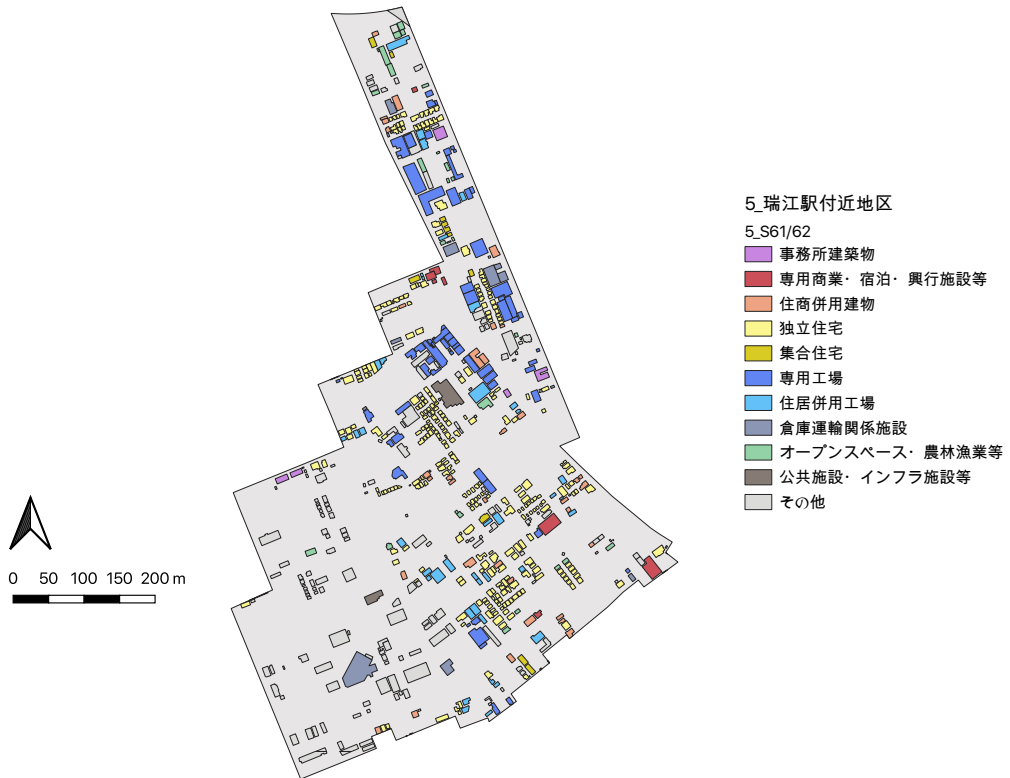 5_瑞江駅付近地区
5_S61/62
事務所建築物
専用商業・宿泊・興行施設等
住商併用建物
独立住宅
集合住宅
専用工場
住居併用工場
倉庫運輸関係施設
オープンスペース・農林漁業等
公共施設・インフラ施設等
その他
0 50 100 150 200 m